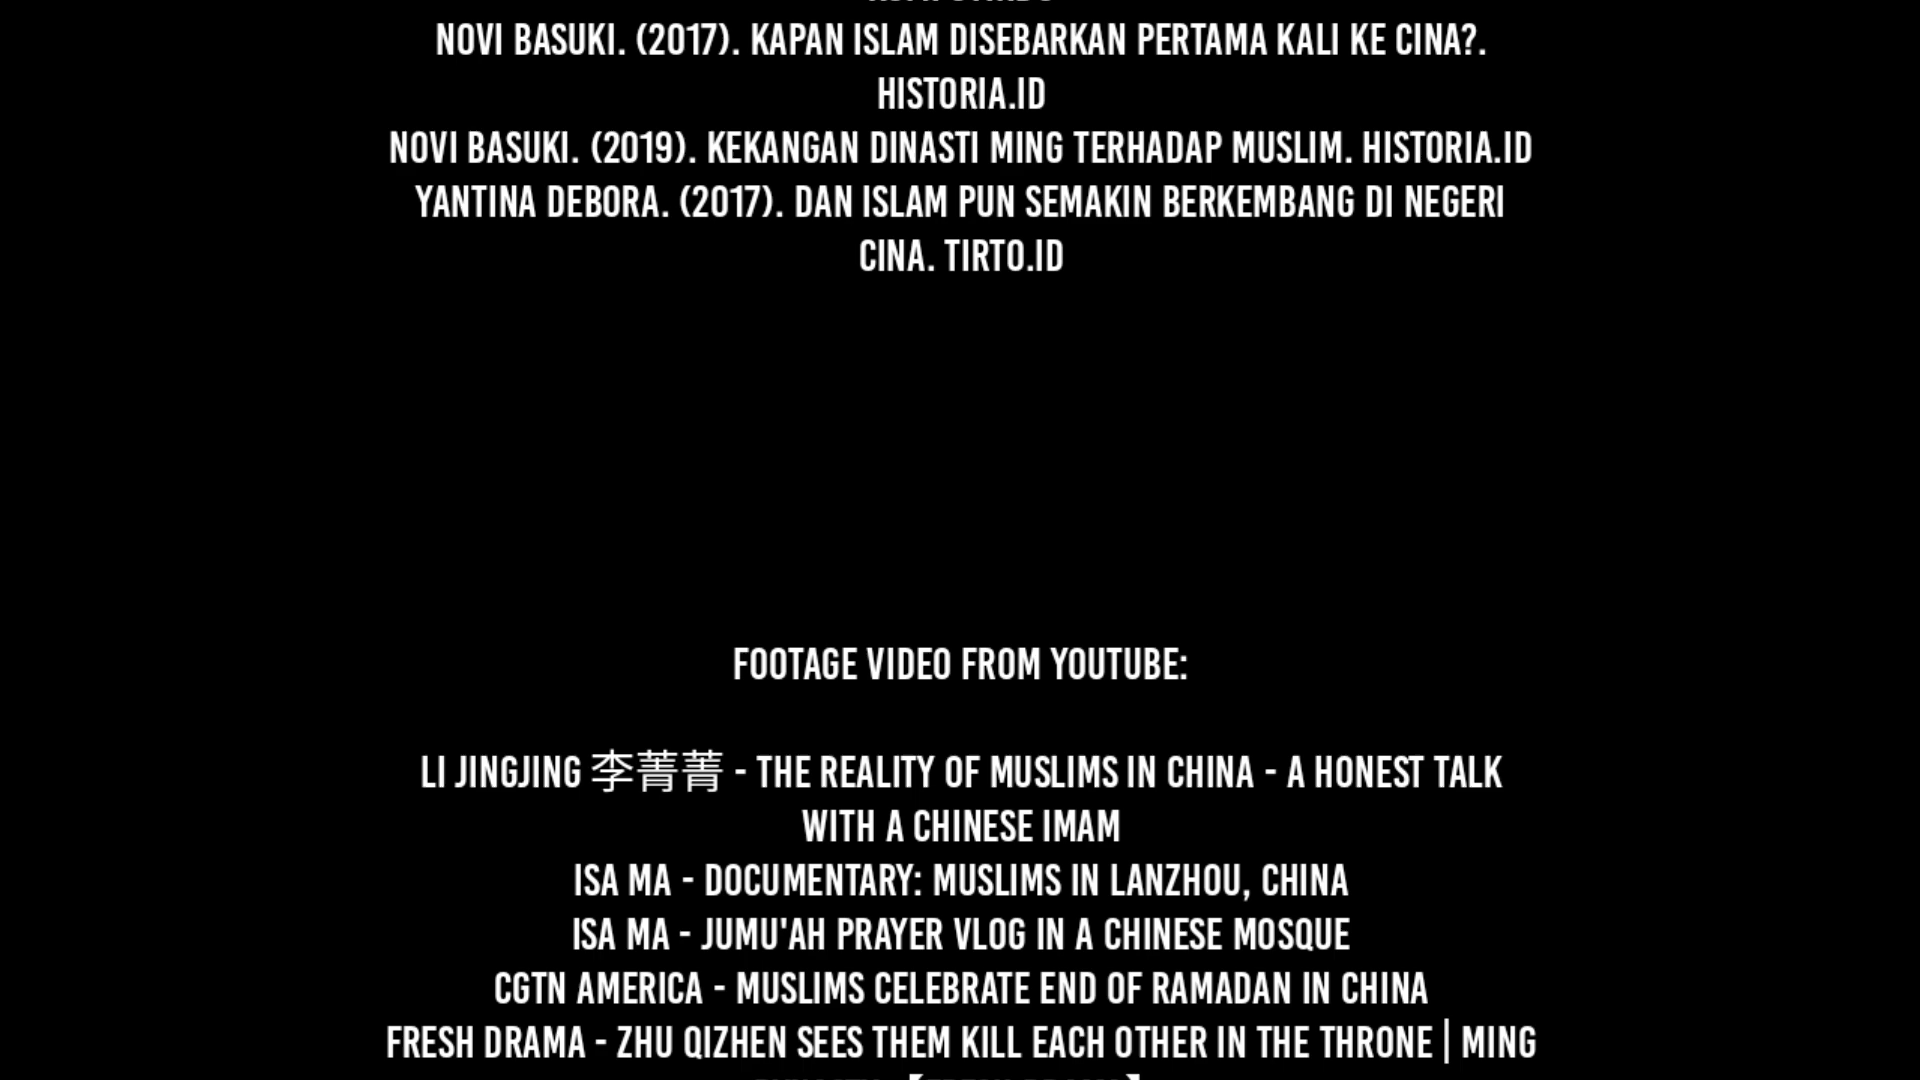 NOVI BASUKI. (2017). KAPAN ISLAM DISEBARKAN PERTAMA KALI KE CINA?.
HISTORIA.ID
NOVI BASUKI. (2019). KEKANGAN DINASTI MING TERHADAP MUSLIM. HISTORIA.ID
YANTINA DEBORA. (2017). DAN ISLAM PUN SEMAKIN BERKEMBANG DI NEGERI
CINA. TIRTO.ID
FOOTAGE VIDEO FROM YOUTUBE:
LI JINGJING 李菁菁 - THE REALITY OF MUSLIMS IN CHINA - A HONEST TALK
WITH A CHINESE IMAM
ISA MA - DOCUMENTARY: MUSLIMS IN LANZHOU, CHINA
ISA MA - JUMU'AH PRAYER VLOG IN A CHINESE MOSQUE
CGTN AMERICA - MUSLIMS CELEBRATE END OF RAMADAN IN CHINA
FRESH DRAMA - ZHU QIZHEN SEES THEM KILL EACH OTHER IN THE THRONE | MING